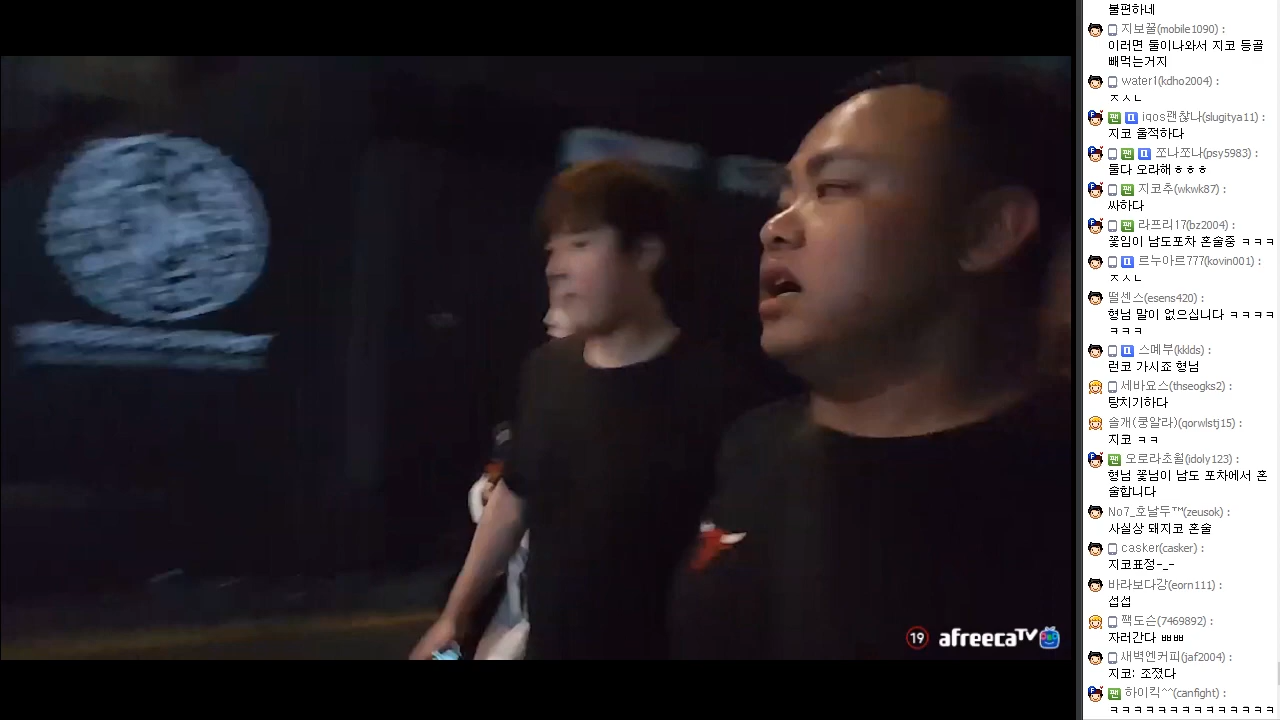 불편하네
지보꿀(mobile1090) :
이러면 둘이나와서 지코 등골
빼먹는거지
water1(kdho2004) :
ㅈㅅㄴ
팬 iqos괜찮나(slugitya11) :
지코 울적하다
팬 쪼나쪼나(psy5983) :
둘다 오라해ㅎㅎㅎ
팬 지코추(wkwk87) :
싸하다
팬 라프리17(bz2004) :
꽃임이 남도포차 혼술중 ㅋㅋㅋ
르누아르777(kovin001) :
ㅈㅅㄴ
떨센스(esens420) :
형님 말이 없으십니다 ㅋㅋㅋㅋ
ㅋㅋㅋ
스메부(kklds) :
런코 가시죠 형님
세바요스(thseogks2) :
탕치기하다
솔개(쿵알라)(qorwlstj15) :
지코 ㅋㅋ
팬 오로라초월(idoly123) :
형님 꽃님이 남도 포차에서 혼
술합니다
No7_호날두™(zeusok) :
사실상 돼지코 혼술
casker(casker) :
지코표정-_-
바라보다강(eorn111) :
섭섭
짹도슨(7469892) :
자러간다 ㅃㅃ
새벽엔커피(jaf2004) :
지코: 조졌다
팬 하이킥^^(canfight) :
ㅋㅋㅋㅋㅋㅋㅋㅋㅋㅋㅋㅋㅋㅋ
19 afreecaTV